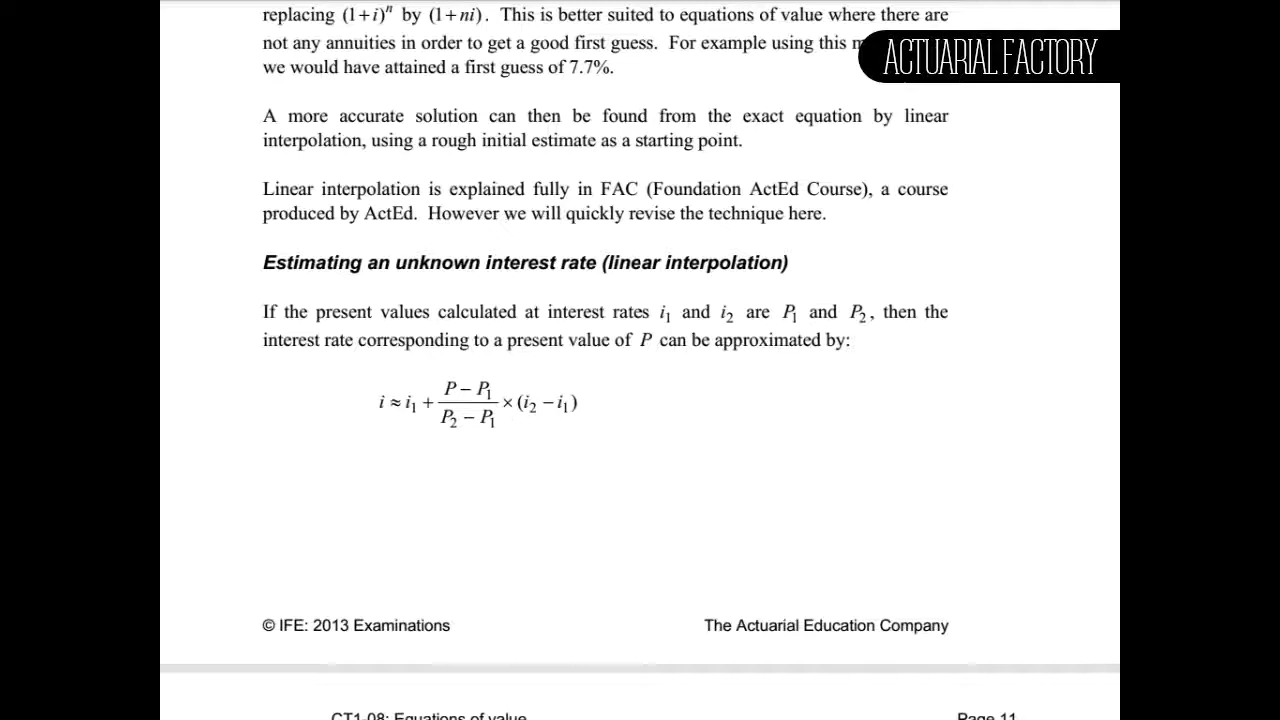 replacing (1+i)^n by (1+ni). This is better suited to equations of value where there are
not any annuities in order to get a good first guess. For example using this
ACTUARIAL FACTORY
we would have attained a first guess of 7.7%.
A more accurate solution can then be found from the exact equation by linear
interpolation, using a rough initial estimate as a starting point.
Linear interpolation is explained fully in FAC (Foundation ActEd Course), a course
produced by ActEd. However we will quickly revise the technique here.
Estimating an unknown interest rate (linear interpolation)
If the present values calculated at interest rates i₁ and i₂ are P₁ and P₂, then the
interest rate corresponding to a present value of P can be approximated by:
i ≈ i₁ + (P − P₁)/(P₂ − P₁) × (i₂ − i₁)
© IFE: 2013 Examinations The Actuarial Education Company
CT1-08: Equations of value Page 11